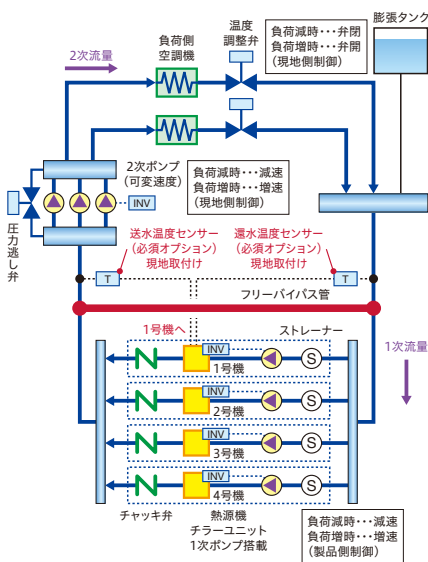 2次流量
負荷側
空調機
温度
調整弁
負荷減時・・・弁閉
負荷増時・・・弁開
(現地側制御)
膨張タンク
2次ポンプ
(可変速度)
INV
負荷減時・・・減速
負荷増時・・・増速
(現地側制御)
圧力逃し弁
送水温度センサー
(必須オプション)
現地取付け
還水温度センサー
(必須オプション)
現地取付け
T
T
フリーバイパス管
1号機へ
ストレーナー
1次流量
INV
S
1号機
INV
S
2号機
INV
S
3号機
INV
S
4号機
チャッキ弁
熱源機
チラーユニット
1次ポンプ搭載
負荷減時・・・減速
負荷増時・・・増速
(製品側制御)